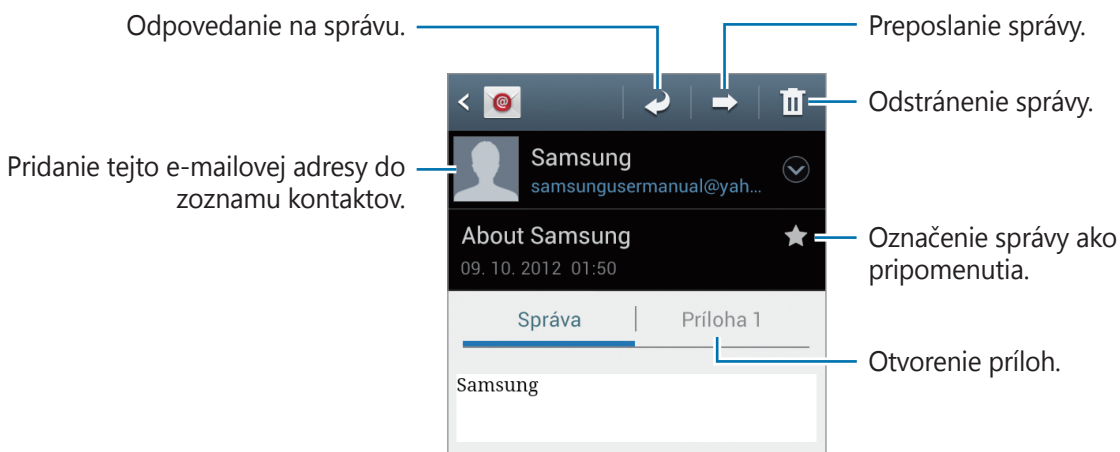 Odpovedanie na správu.
Preposlanie správy.
Odstránenie správy.
Pridanie tejto e-mailovej adresy do
zoznamu kontaktov.
Samsung
samsungusermanual@yah...
About Samsung
09. 10. 2012 01:50
Označenie správy ako
pripomenutia.
Správa
Príloha 1
Otvorenie príloh.
Samsung